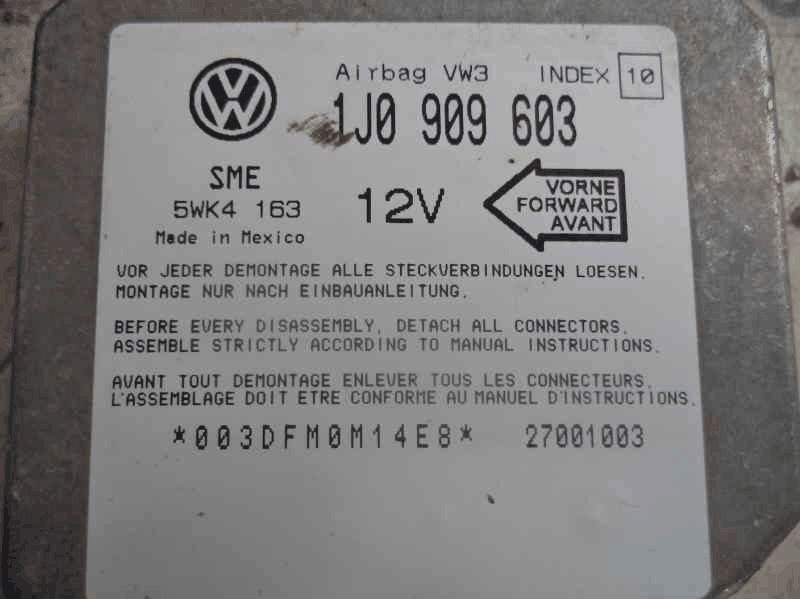 Airbag VW3 INDEX 10
1J0 909 603
SME
5WK4 163
Made in Mexico
12V
VORNE
FORWARD
AVANT
VOR JEDER DEMONTAGE ALLE STECKVERBINDUNGEN LOESEN.
MONTAGE NUR NACH EINBAUANLEITUNG.
BEFORE EVERY DISASSEMBLY, DETACH ALL CONNECTORS.
ASSEMBLE STRICTLY ACCORDING TO MANUAL INSTRUCTIONS.
AVANT TOUT DEMONTAGE ENLEVER TOUS LES CONNECTEURS.
L'ASSEMBLAGE DOIT ETRE CONFORME AU MANUEL D'INSTRUCTIONS.
*003DFM0M14E8* 27001003